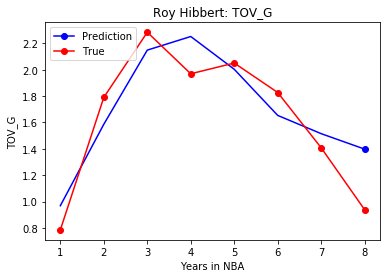 Roy Hibbert: TOV_G
Prediction
True
TOV_G
2.2
2.0
1.8
1.6
1.4
1.2
1.0
0.8
1 2 3 4 5 6 7 8
Years in NBA